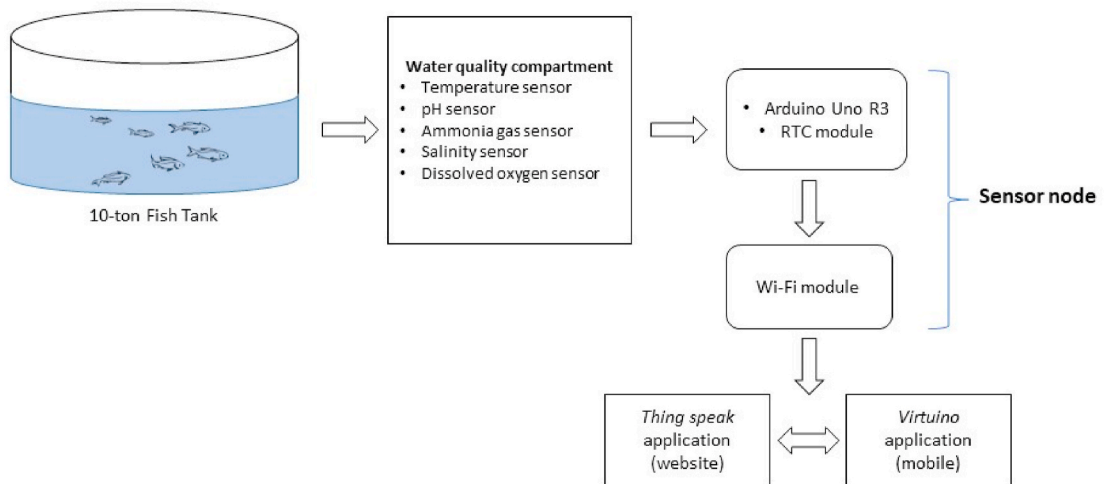 10-ton Fish Tank
Water quality compartment
• Temperature sensor
• pH sensor
• Ammonia gas sensor
• Salinity sensor
• Dissolved oxygen sensor
• Arduino Uno R3
• RTC module
Sensor node
Wi-Fi module
Thing speak
application
(website)
Virtuino
application
(mobile)